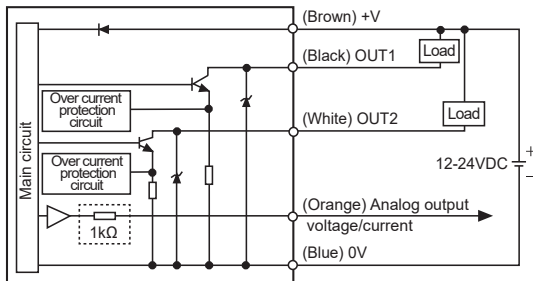 (Brown) +V
(Black) OUT1
Load
Over current
protection
circuit
(White) OUT2
Load
Main circuit
Over current
protection
circuit
12-24VDC
+
−
(Orange) Analog output
voltage/current
1kΩ
(Blue) 0V